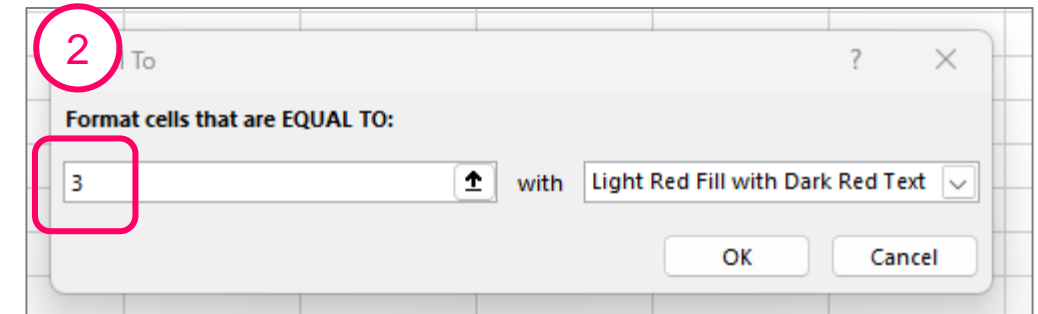 2
To
?
Format cells that are EQUAL TO:
3 with Light Red Fill with Dark Red Text
OK Cancel